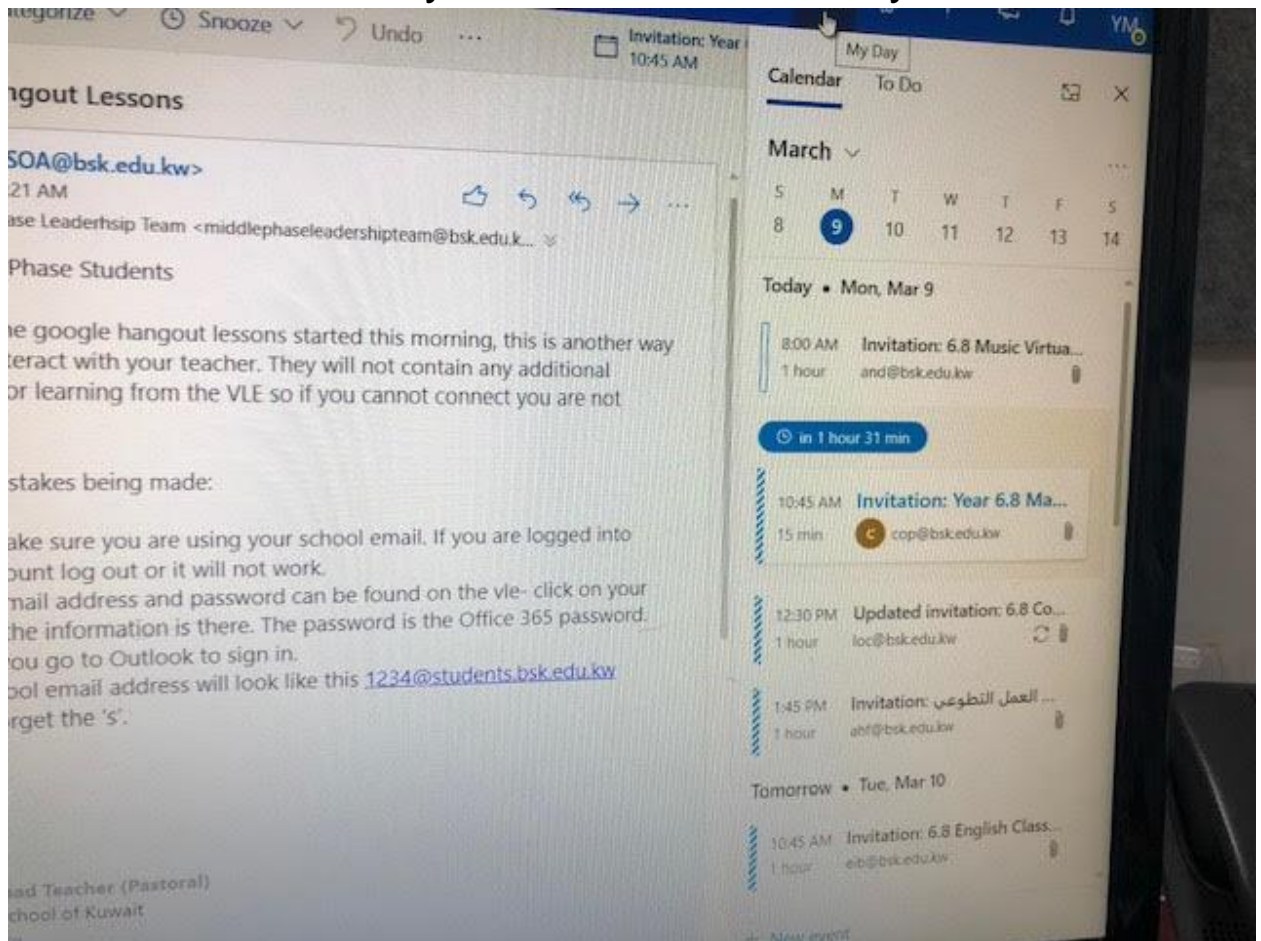 Snooze
Undo
...
Invitation: Year
10:45 AM
My Day
YM
Calendar
To Do
ngout Lessons
SOA@bsk.edu.kw>
21 AM
ase Leaderhsip Team <middlephaseleadershipteam@bsk.edu.k...
Phase Students
e google hangout lessons started this morning, this is another way
teract with your teacher. They will not contain any additional
or learning from the VLE so if you cannot connect you are not
stakes being made:
ake sure you are using your school email. If you are logged into
ount log out or it will not work.
mail address and password can be found on the vle- click on your
he information is there. The password is the Office 365 password.
ou go to Outlook to sign in.
ool email address will look like this 1234@students.bsk.edu.kw
rget the 's'.
ad Teacher (Pastoral)
chool of Kuwait
March
...
S M T W T F S
8 9 10 11 12 13 14
Today • Mon, Mar 9
8:00 AM Invitation: 6.8 Music Virtua...
1 hour and@bsk.edu.kw
in 1 hour 31 min
10:45 AM Invitation: Year 6.8 Ma...
15 min C cop@bsk.edu.kw
12:30 PM Updated invitation: 6.8 Co...
1 hour loc@bsk.edu.kw
1:45 PM Invitation: العمل التطوعي ...
1 hour ahf@bsk.edu.kw
Tomorrow • Tue, Mar 10
10:45 AM Invitation: 6.8 English Class...
1 hour eib@bsk.edu.kw
New event